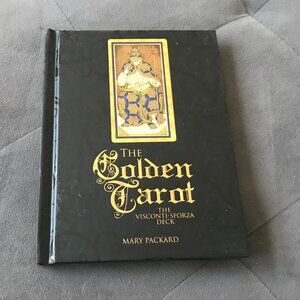 THE
Golden
Tarot
THE
VISCONTI-SFORZA
DECK
MARY PACKARD